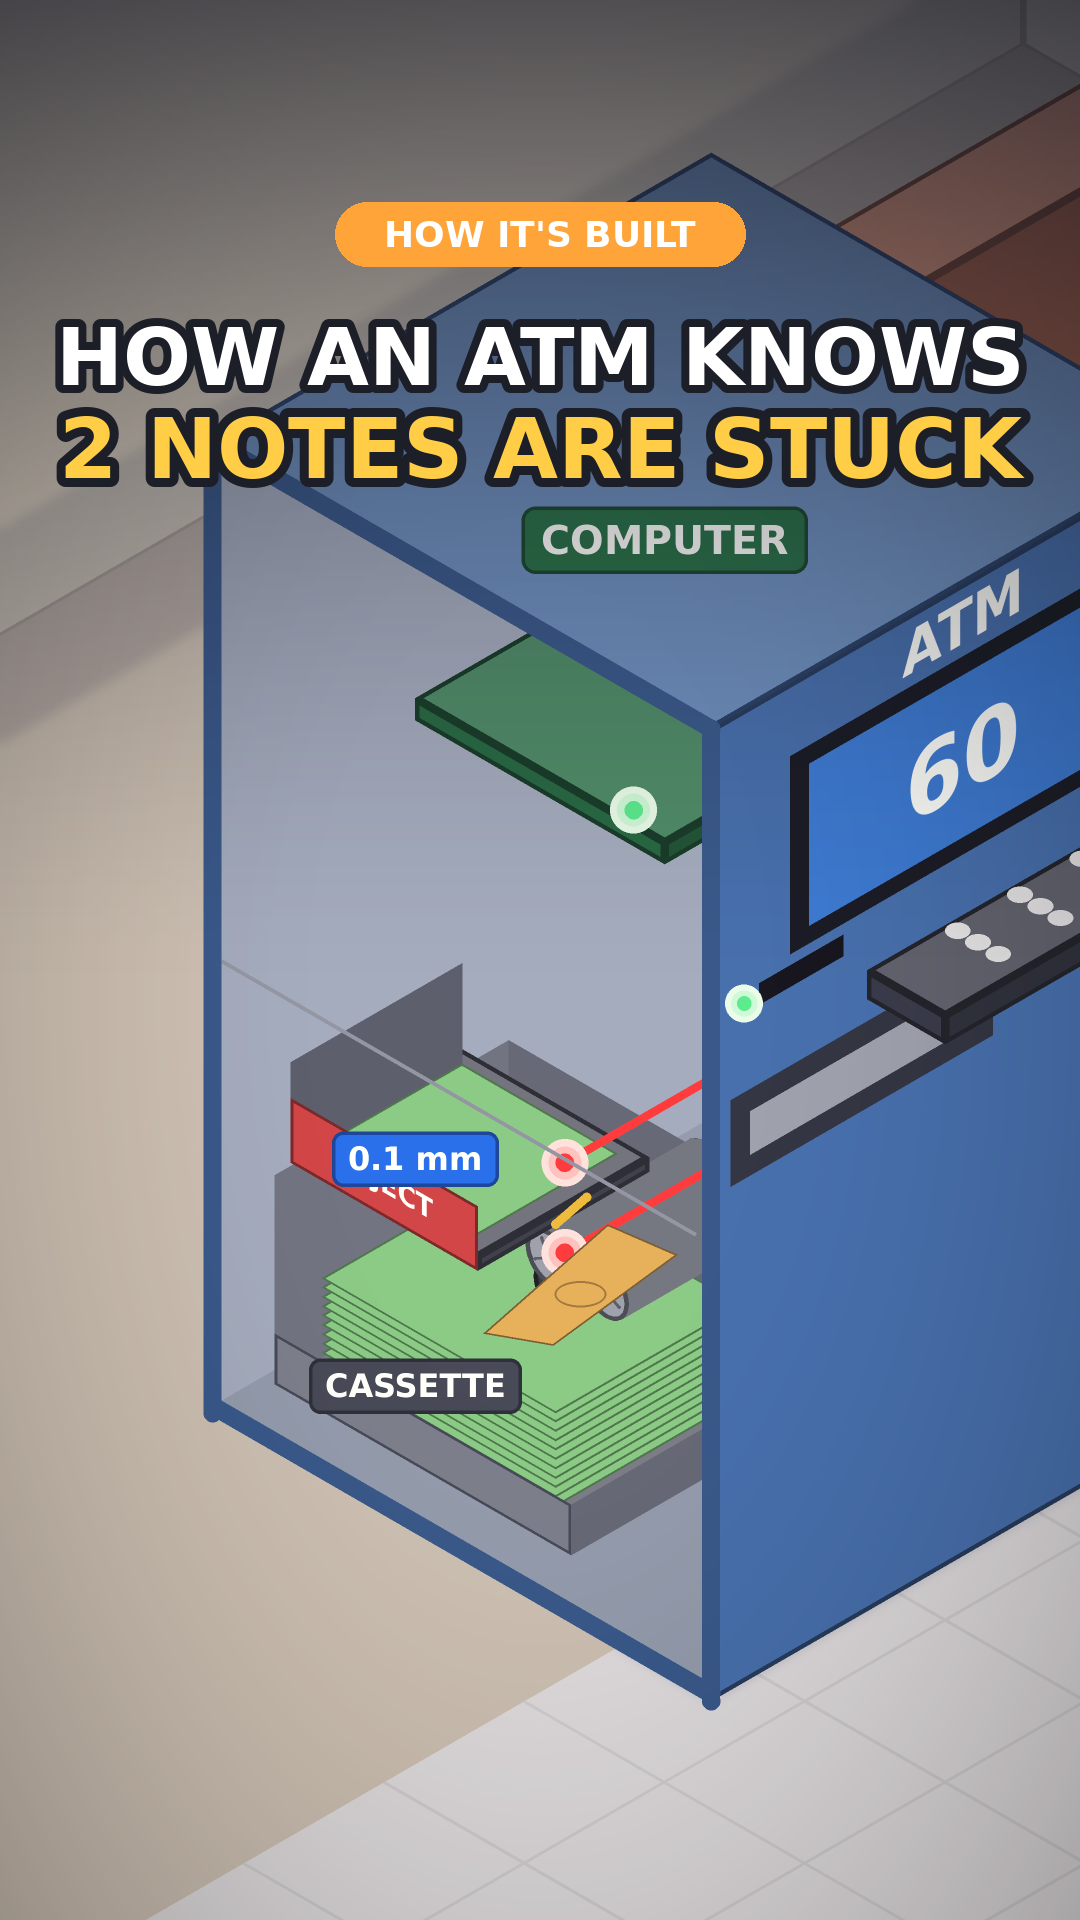 HOW IT'S BUILT
HOW AN ATM KNOWS
2 NOTES ARE STUCK
COMPUTER
ATM
60
0.1 mm
CASSETTE